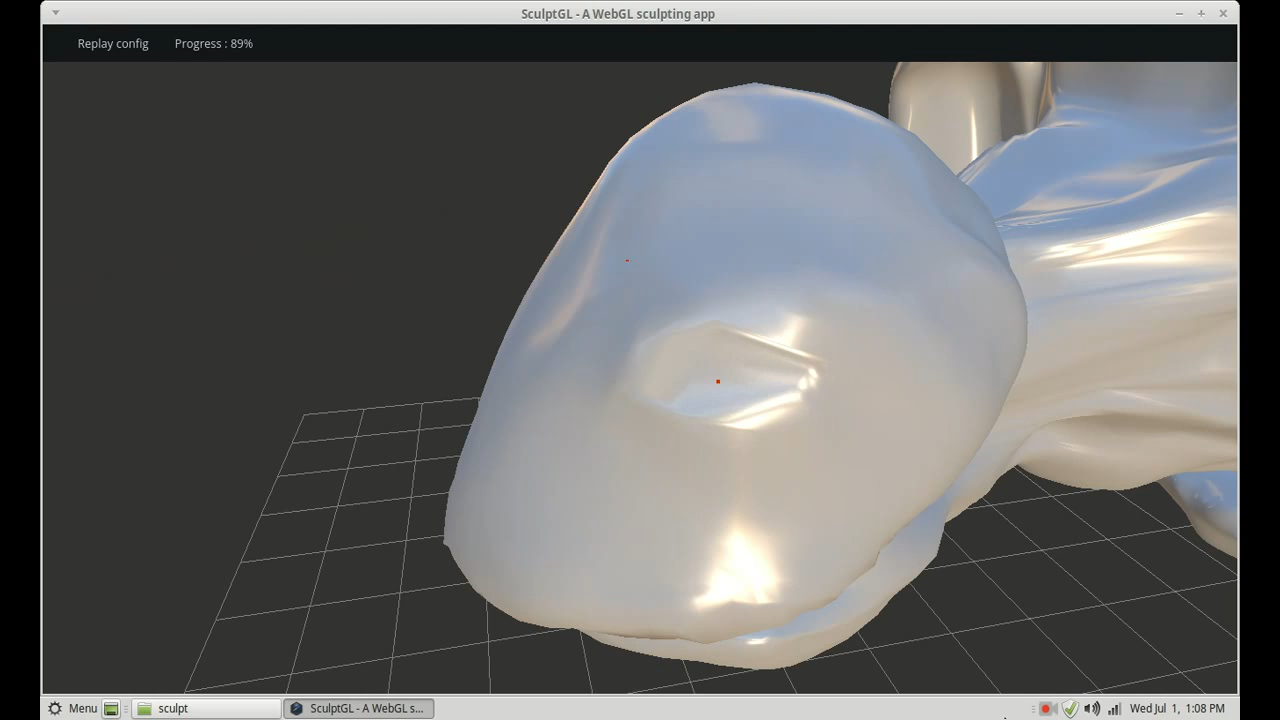 SculptGL - A WebGL sculpting app
Replay config Progress : 89%
Menu sculpt SculptGL - A WebGL s... Wed Jul 1, 1:08 PM